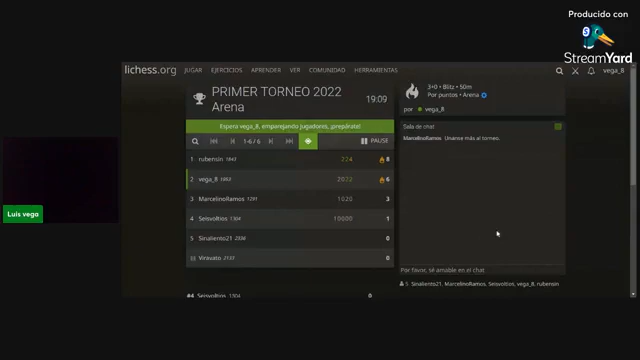 Producido con
StreamYard
lichess.org JUGAR EJERCICIOS APRENDER VER COMUNIDAD HERRAMIENTAS vega_8
PRIMER TORNEO 2022
Arena
19:09
3+0 • Blitz • 50m
Por puntos • Arena
por vega_8
Espera vega_8, emparejando jugadores, ¡prepárate!
1-6/6
PAUSE
1 rubensin 224 8
2 vega_8 2022 6
3 MarcelinoRamos 1291 1020 3
4 Seisvoltios 1304 10000 1
5 Sinaliento21 0
Viravato 0
#4 Seisvoltios 1304 0
Sala de chat
MarcelinoRamos Unanse más al torneo.
Por favor, sé amable en el chat
5 Sinaliento21, MarcelinoRamos, Seisvoltios, vega_8, rubensin
Luis vega